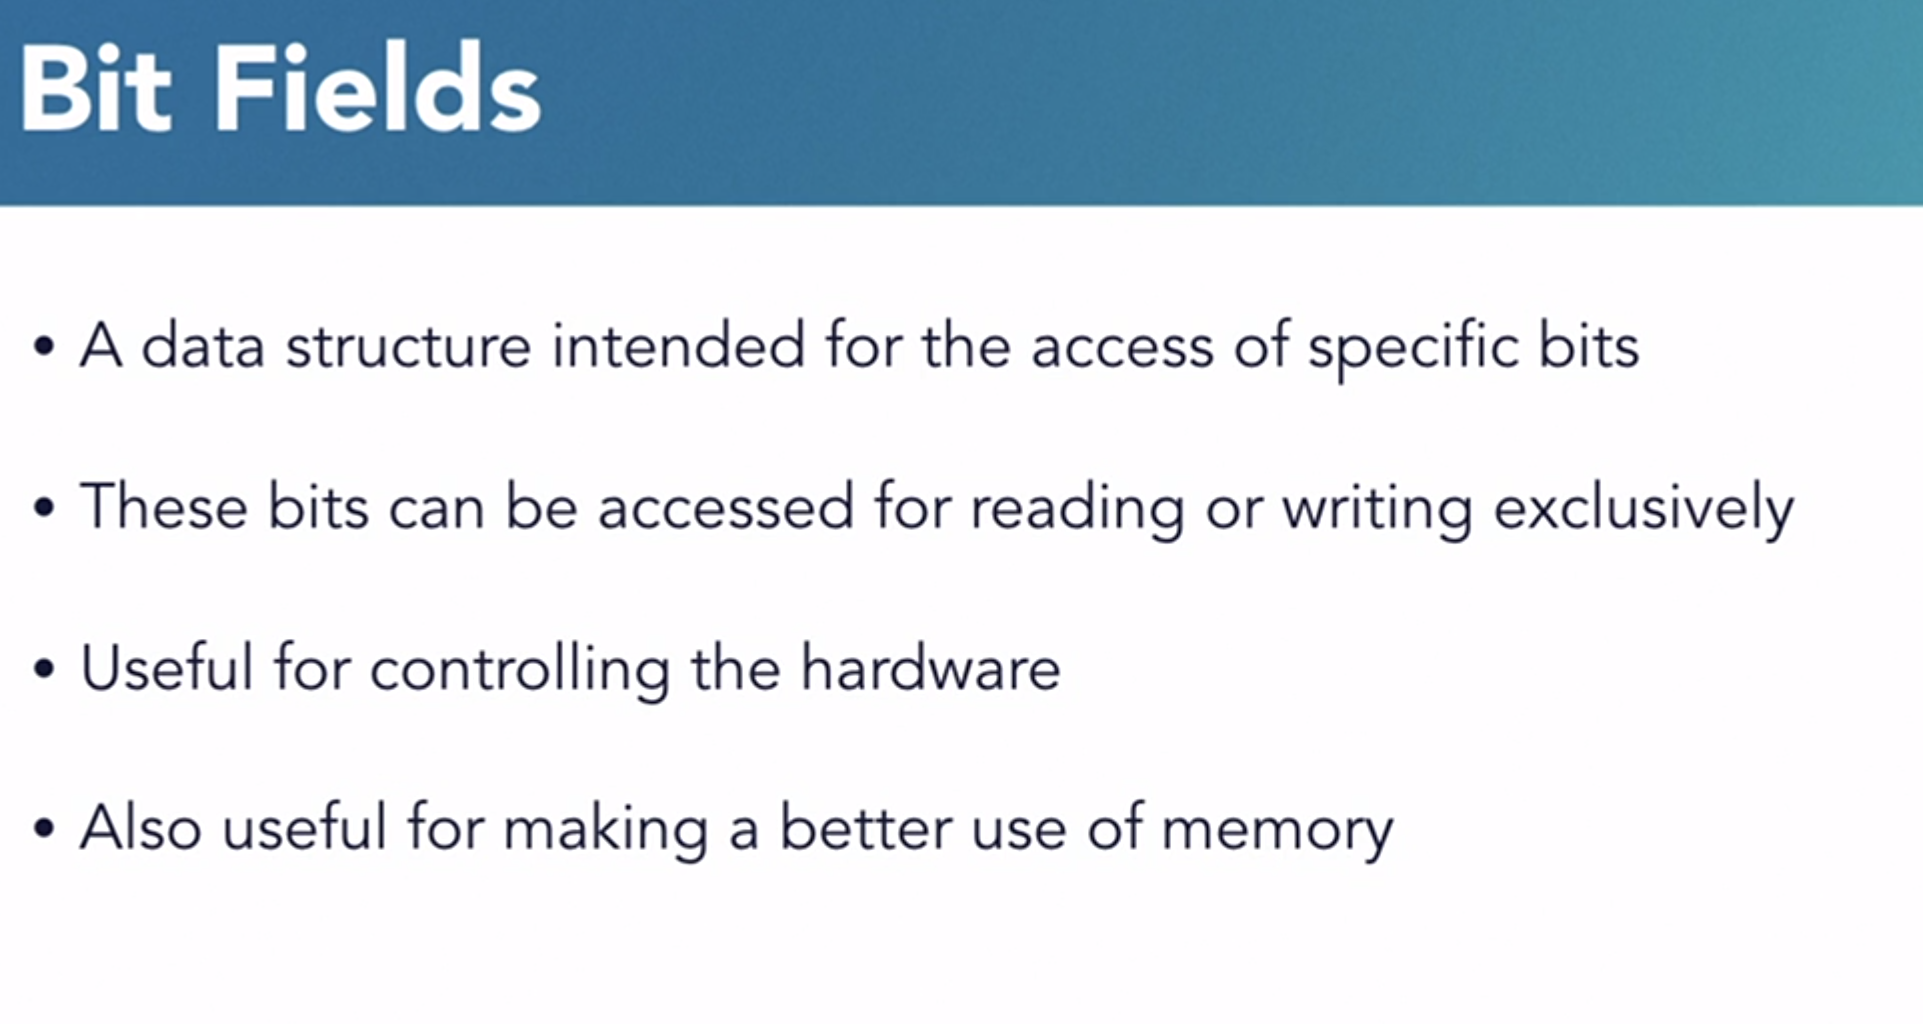 Bit Fields
• A data structure intended for the access of specific bits
• These bits can be accessed for reading or writing exclusively
• Useful for controlling the hardware
• Also useful for making a better use of memory